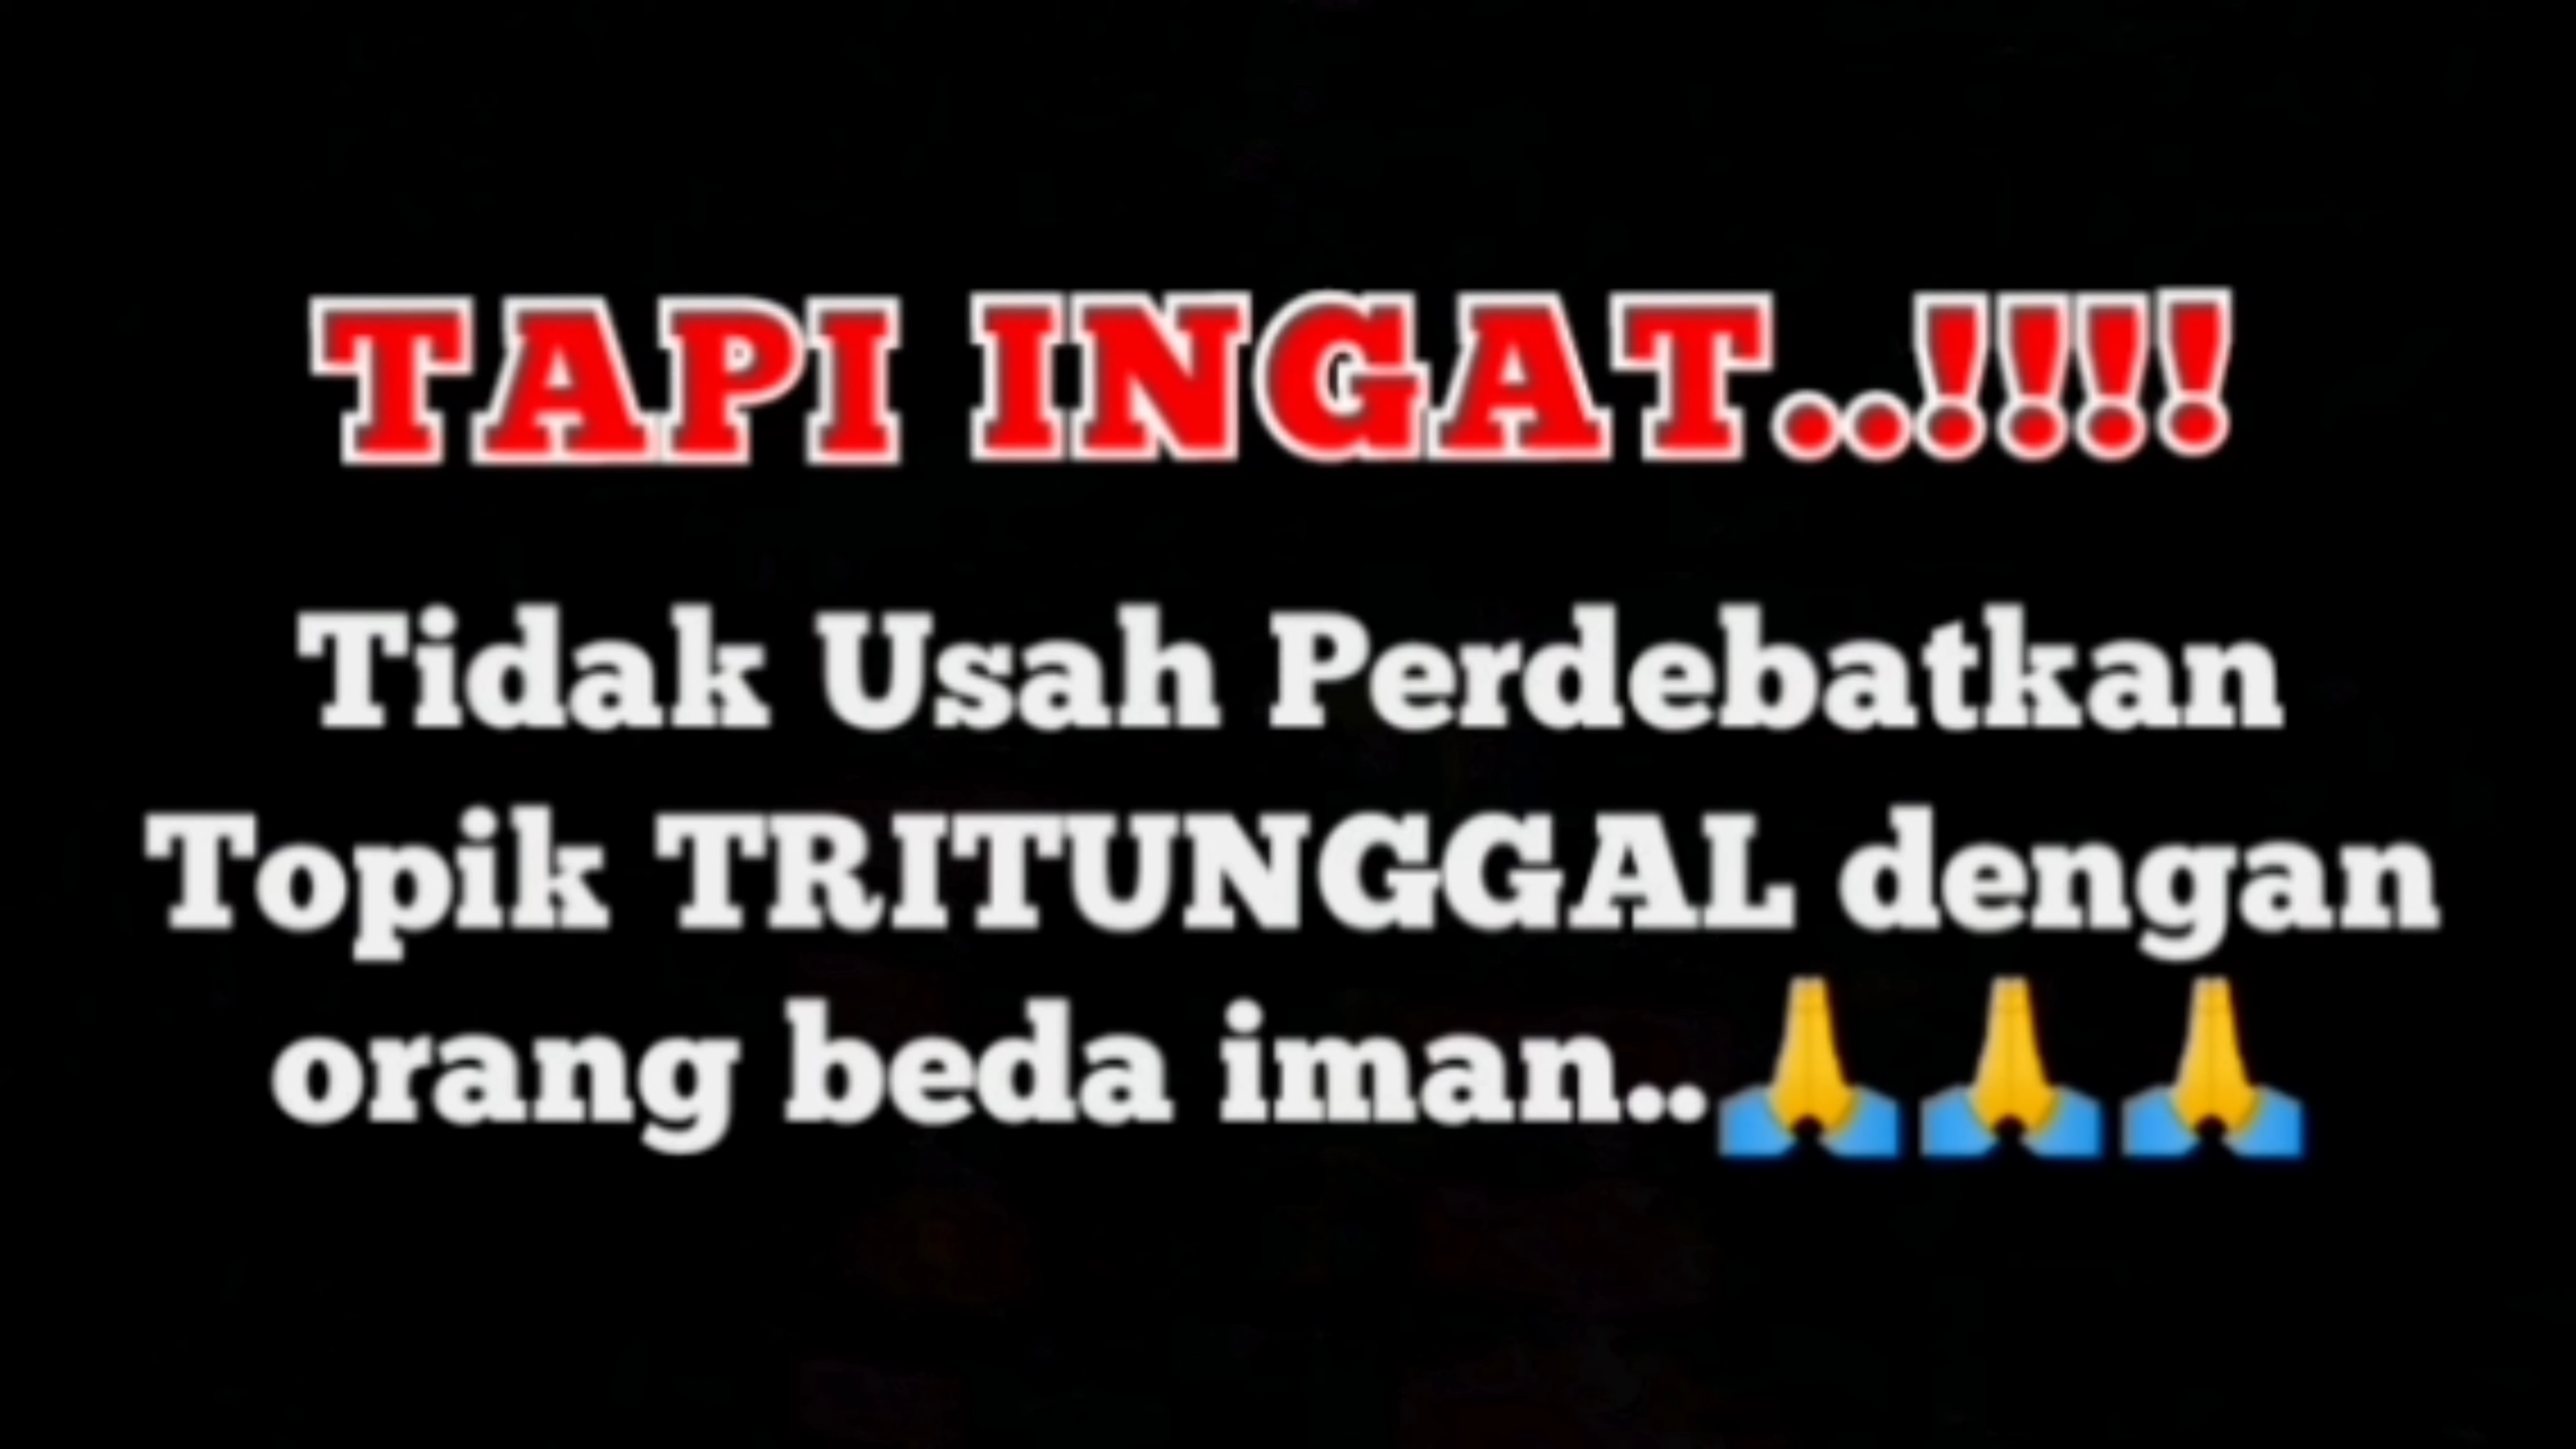 TAPI INGAT..!!!!
Tidak Usah Perdebatkan
Topik TRITUNGGAL dengan
orang beda iman..🙏🙏🙏